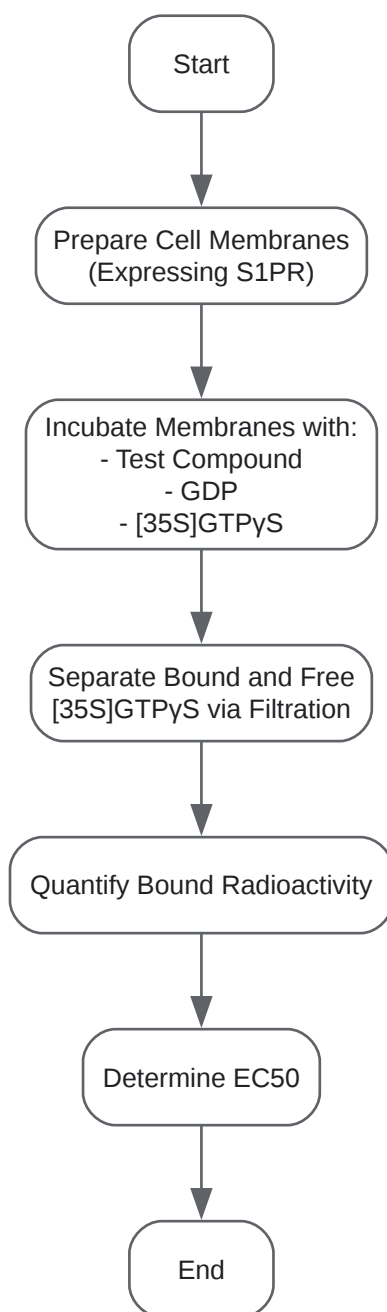 Start
Prepare Cell Membranes
(Expressing S1PR)
Incubate Membranes with:
- Test Compound
- GDP
- [35S]GTPγS
Separate Bound and Free
[35S]GTPγS via Filtration
Quantify Bound Radioactivity
Determine EC50
End